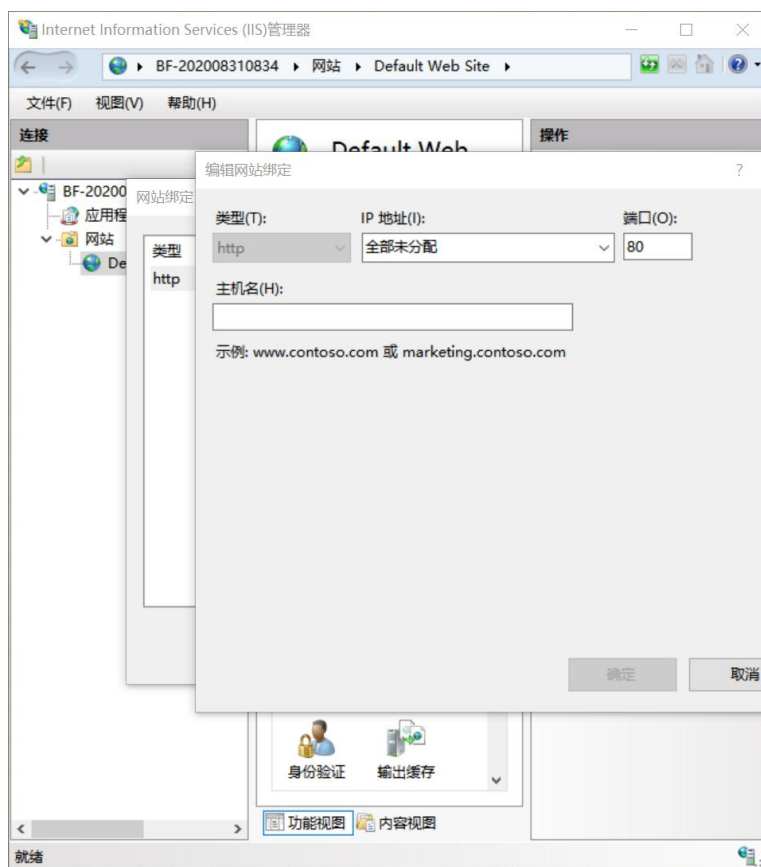 Internet Information Services (IIS)管理器
BF-202008310834 网站 Default Web Site
文件(F) 视图(V) 帮助(H)
连接
操作
Default Web
BF-20200
应用程
网站
De
网站绑定
类型
http
编辑网站绑定
?
类型(T):
IP 地址(I):
端口(O):
http
全部未分配
80
主机名(H):
示例: www.contoso.com 或 marketing.contoso.com
确定
取消
身份验证
输出缓存
功能视图
内容视图
就绪